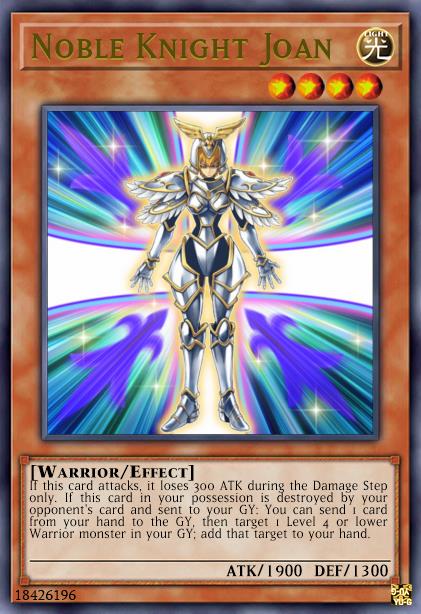 NOBLE KNIGHT JOAN
LIGHT
光
[WARRIOR/EFFECT]
If this card attacks, it loses 300 ATK during the Damage Step
only. If this card in your possession is destroyed by your
opponent's card and sent to your GY: You can send 1 card
from your hand to the GY, then target 1 Level 4 or lower
Warrior monster in your GY; add that target to your hand.
ATK/1900 DEF/1300
18426196